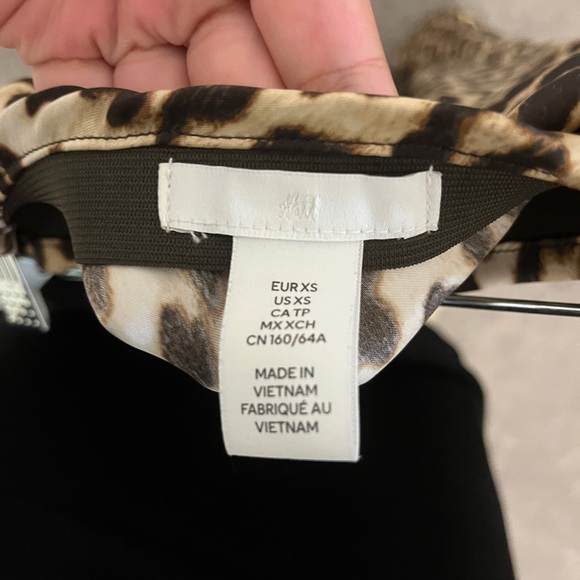 H&M
EUR XS
US XS
CA TP
MX XCH
CN 160/64A
MADE IN
VIETNAM
FABRIQUÉ AU
VIETNAM